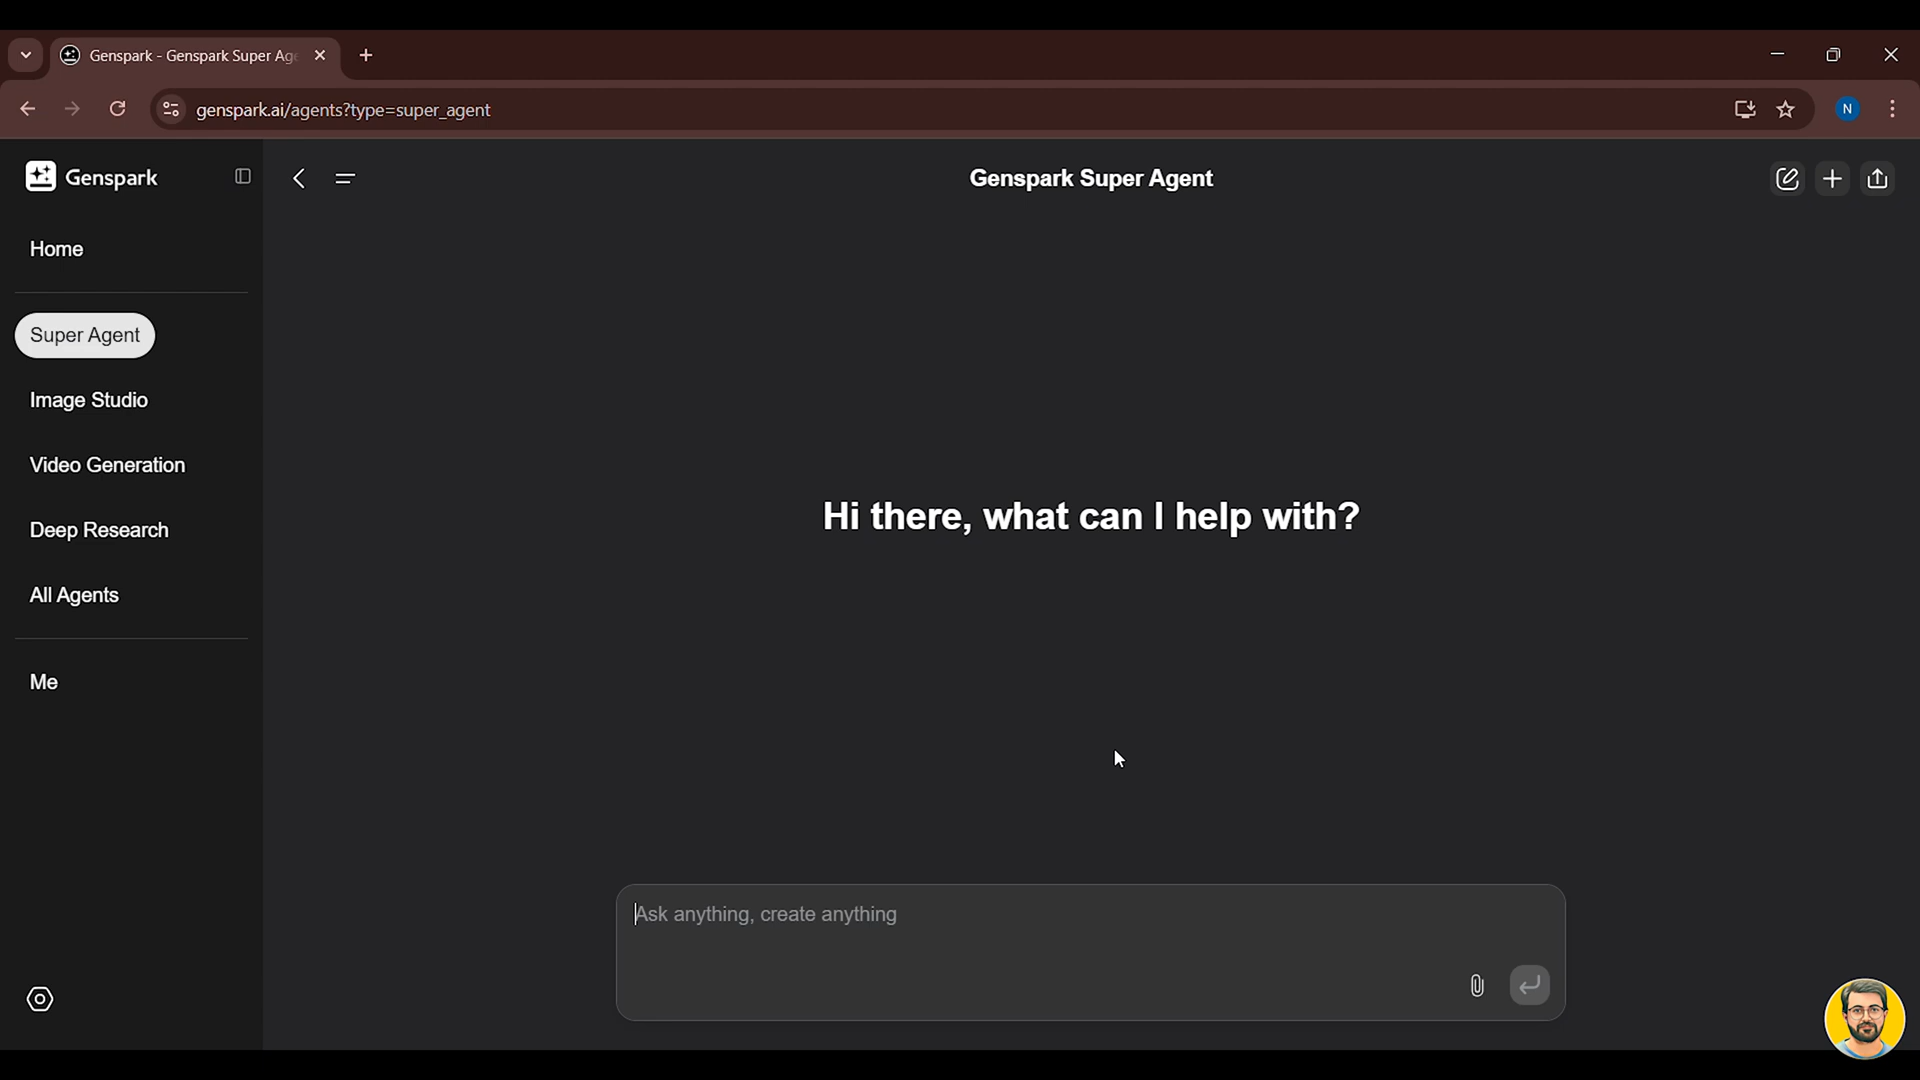 Genspark - Genspark Super Age
genspark.ai/agents?type=super_agent
N
Genspark
Genspark Super Agent
Home
Super Agent
Image Studio
Video Generation
Deep Research
All Agents
Me
Hi there, what can I help with?
Ask anything, create anything